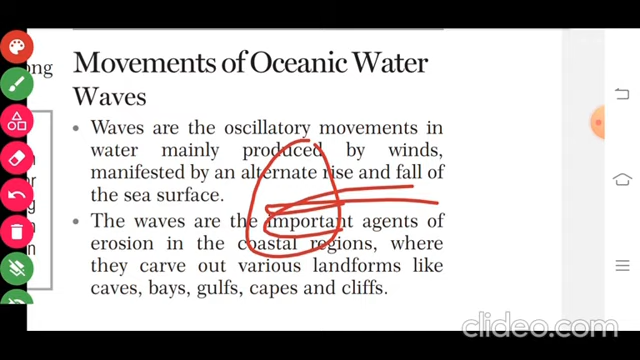 ong
Movements of Oceanic Water
Waves
• Waves are the oscillatory movements in
water mainly produced by winds,
manifested by an alternate rise and fall of
the sea surface.
• The waves are the important agents of
erosion in the coastal regions, where
they carve out various landforms like
caves, bays, gulfs, capes and cliffs.
n
or
g
n
n
clideo.com